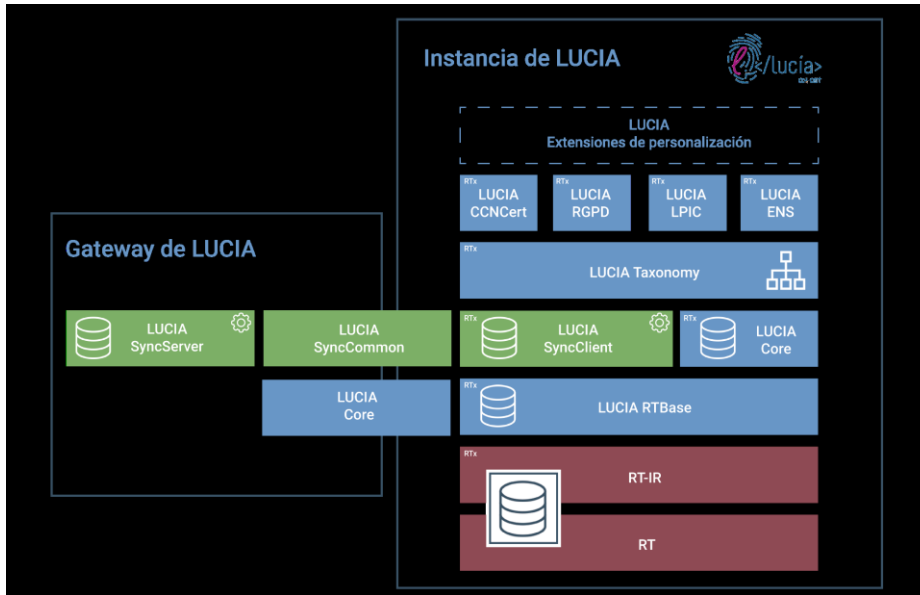 Instancia de LUCIA
</lucía>
CCN-CERT
LUCIA
Extensiones de personalización
RTx
LUCIA
CCNCert
RTx
LUCIA
RGPD
RTx
LUCIA
LPIC
RTx
LUCIA
ENS
Gateway de LUCIA
RTx
LUCIA Taxonomy
LUCIA
SyncServer
LUCIA
SyncCommon
RTx
LUCIA
SyncClient
RTx
LUCIA
Core
LUCIA
Core
RTx
LUCIA RTBase
RTx
RT-IR
RT